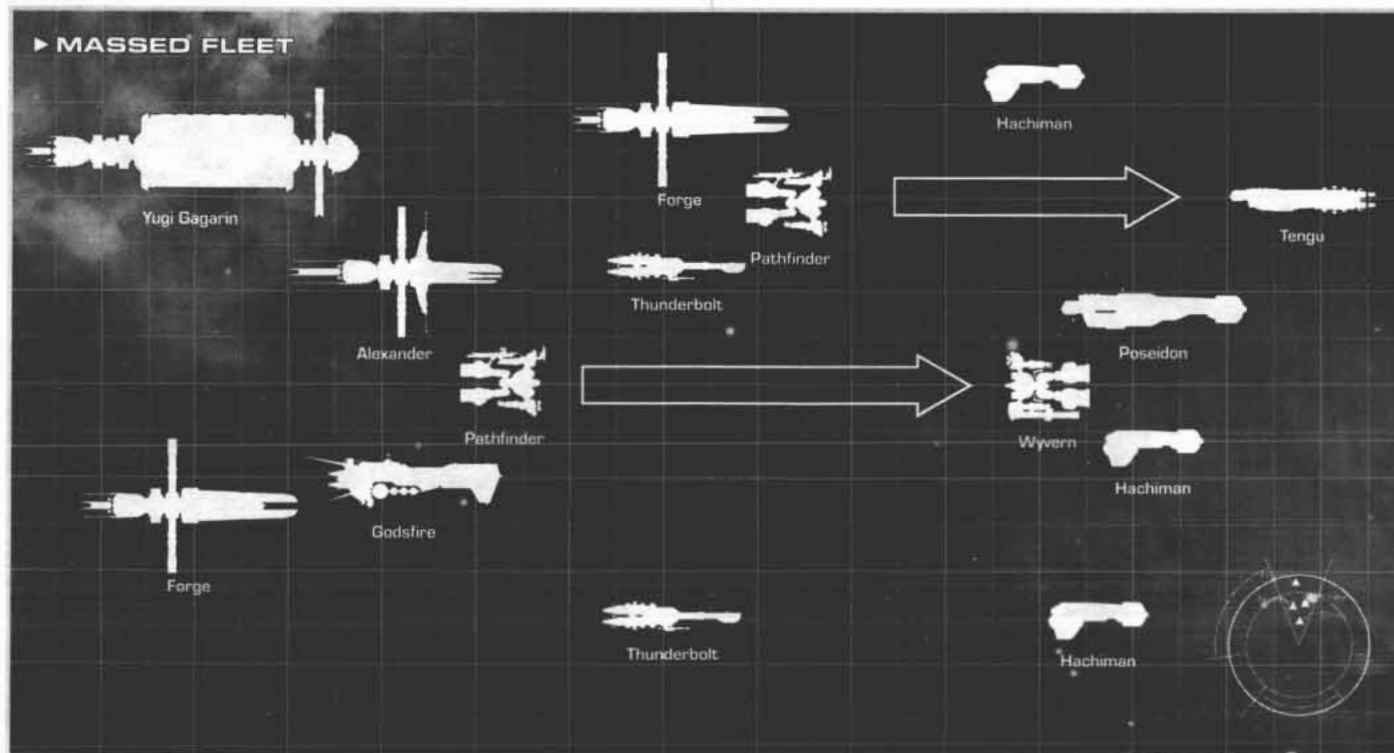 MASSED FLEET
Hachiman
Yugi Gagarin
Forge
Pathfinder
Tengu
Thunderbolt
Alexander
Poseidon
Pathfinder
Wyvern
Hachiman
Godsfire
Forge
Thunderbolt
Hachiman